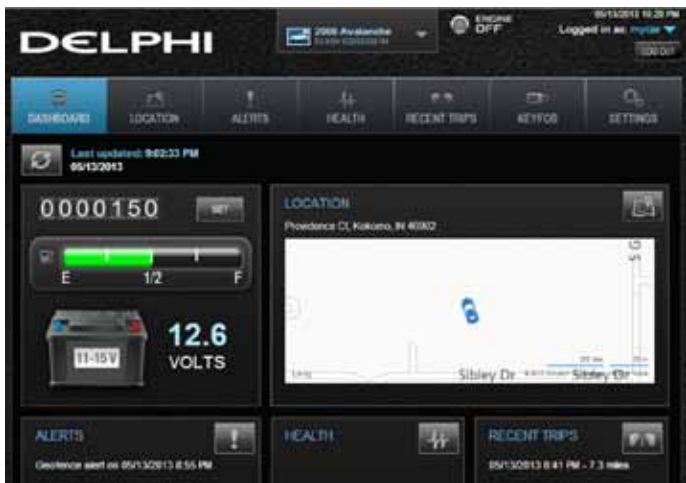 DELPHI
2008 Avalanche
ENGINE
OFF
05/13/2013 10:20 PM
Logged in as: mycar
LOG OUT
DASHBOARD
LOCATION
ALERTS
HEALTH
RECENT TRIPS
KEYFOB
SETTINGS
Last updated: 9:02:33 PM
05/13/2013
0000150
SET
E 1/2 F
11-15 V
12.6
VOLTS
LOCATION
Providence Ct, Kokomo, IN 46902
S G
Sibley Dr
Sibley Dr
ALERTS
Geofence alert on 05/13/2013 8:55 PM
HEALTH
RECENT TRIPS
05/13/2013 8:41 PM - 7.3 miles